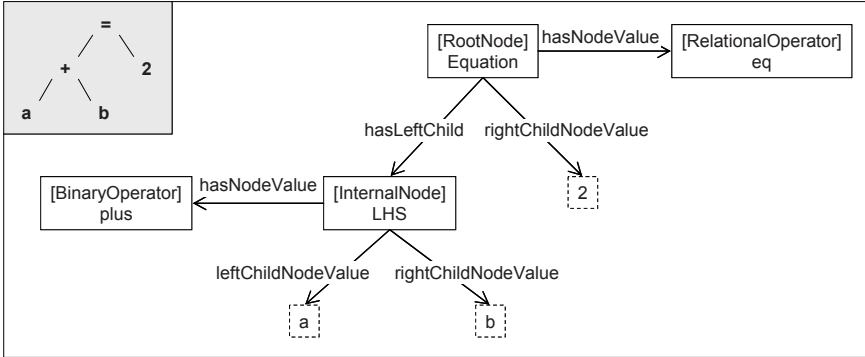 =
+ 2
a b
[RootNode]
Equation
hasNodeValue
[RelationalOperator]
eq
hasLeftChild
rightChildNodeValue
[BinaryOperator]
plus
hasNodeValue
[InternalNode]
LHS
2
leftChildNodeValue
rightChildNodeValue
a
b